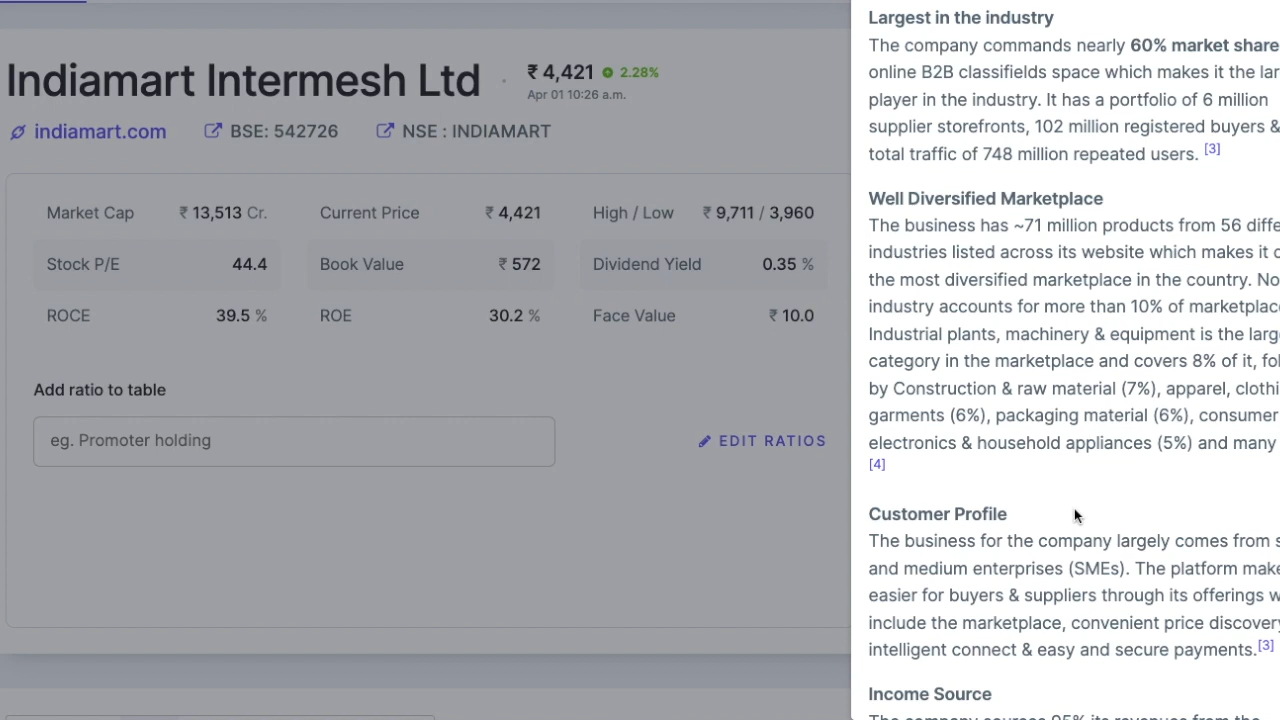 Indiamart Intermesh Ltd
₹ 4,421 2.28%
Apr 01 10:26 a.m.
indiamart.com BSE: 542726 NSE : INDIAMART
Market Cap ₹ 13,513 Cr. Current Price ₹ 4,421 High / Low ₹ 9,711 / 3,960
Stock P/E 44.4 Book Value ₹ 572 Dividend Yield 0.35 %
ROCE 39.5 % ROE 30.2 % Face Value ₹ 10.0
Add ratio to table
eg. Promoter holding EDIT RATIOS
Largest in the industry
The company commands nearly 60% market share
online B2B classifields space which makes it the lar
player in the industry. It has a portfolio of 6 million
supplier storefronts, 102 million registered buyers &
total traffic of 748 million repeated users. [3]
Well Diversified Marketplace
The business has ~71 million products from 56 diffe
industries listed across its website which makes it o
the most diversified marketplace in the country. No
industry accounts for more than 10% of marketplace
Industrial plants, machinery & equipment is the larg
category in the marketplace and covers 8% of it, fol
by Construction & raw material (7%), apparel, clothi
garments (6%), packaging material (6%), consumer
electronics & household appliances (5%) and many
[4]
Customer Profile
The business for the company largely comes from s
and medium enterprises (SMEs). The platform make
easier for buyers & suppliers through its offerings w
include the marketplace, convenient price discovery
intelligent connect & easy and secure payments.[3]
Income Source
The company sources 95% its revenues from the